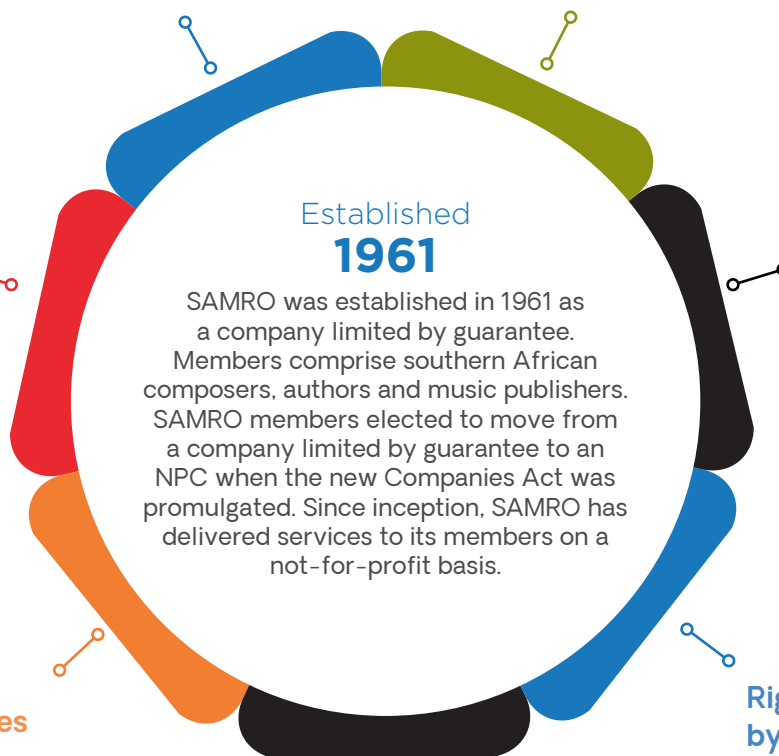 Established
1961
SAMRO was established in 1961 as
a company limited by guarantee.
Members comprise southern African
composers, authors and music publishers.
SAMRO members elected to move from
a company limited by guarantee to an
NPC when the new Companies Act was
promulgated. Since inception, SAMRO has
delivered services to its members on a
not-for-profit basis.
by